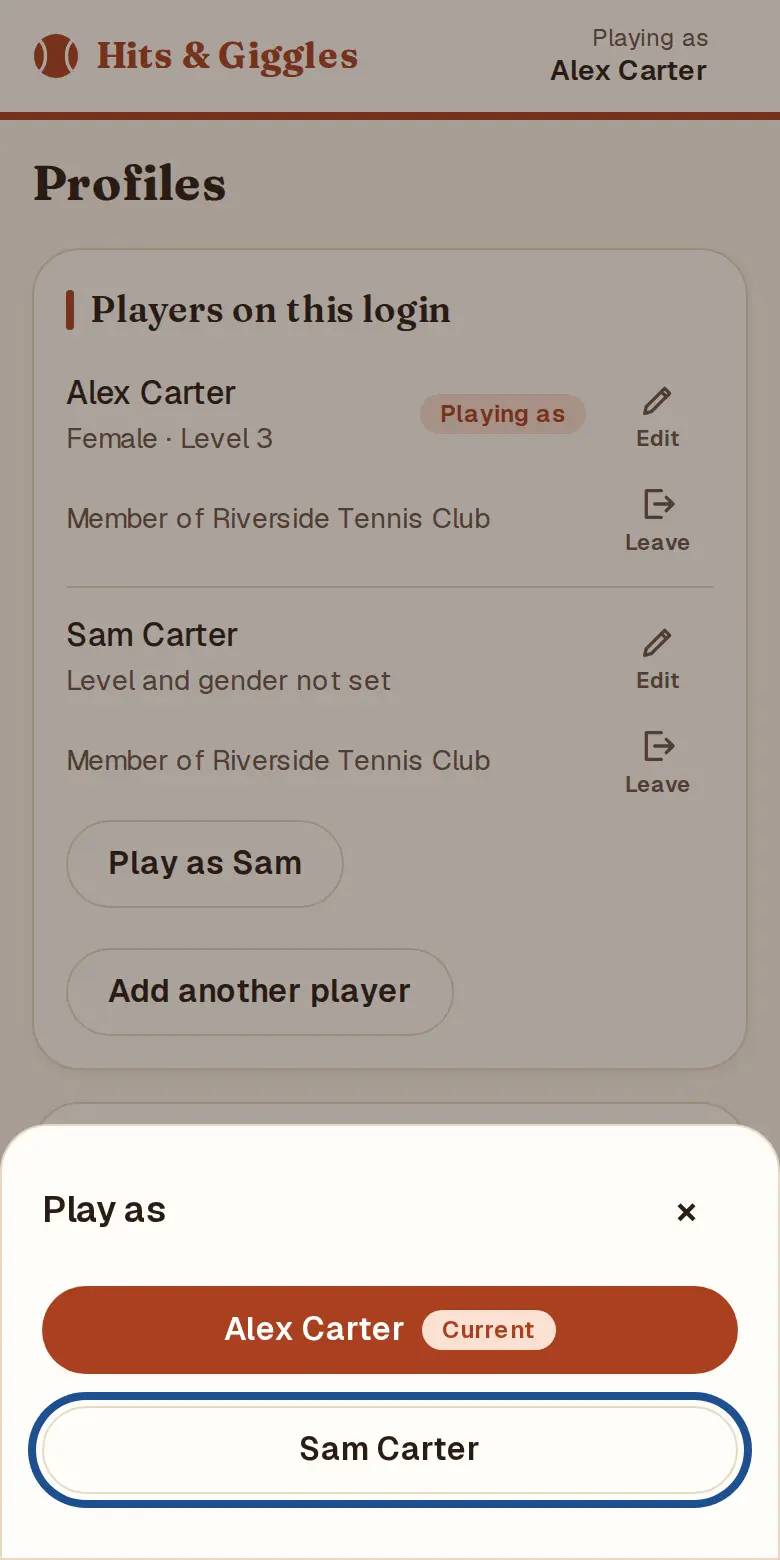 Hits & Giggles
Playing as
Alex Carter
Profiles
Players on this login
Alex Carter
Female · Level 3
Playing as
Edit
Member of Riverside Tennis Club
Leave
Sam Carter
Level and gender not set
Edit
Member of Riverside Tennis Club
Leave
Play as Sam
Add another player
Play as
×
Alex Carter Current
Sam Carter